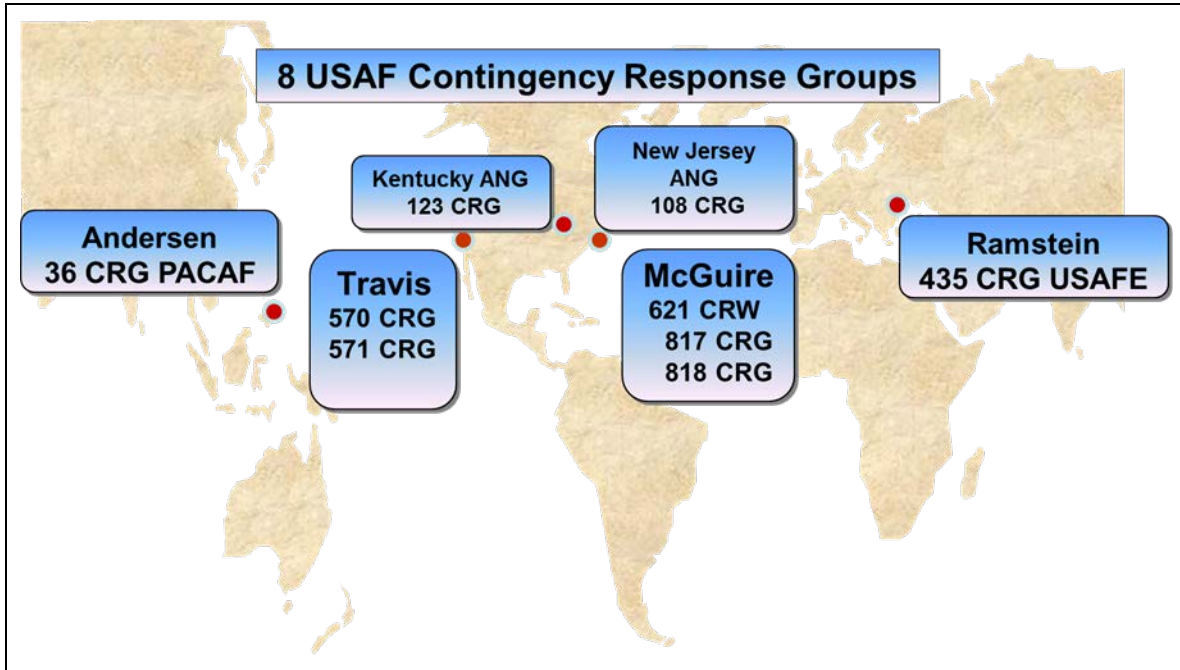 8 USAF Contingency Response Groups
Kentucky ANG
123 CRG
New Jersey
ANG
108 CRG
Andersen
36 CRG PACAF
Travis
570 CRG
571 CRG
McGuire
621 CRW
817 CRG
818 CRG
Ramstein
435 CRG USAFE